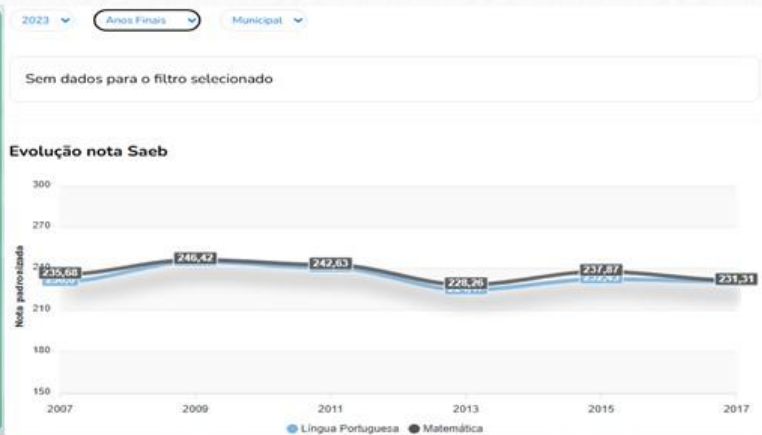 2023 Anos Finais Municipal
Sem dados para o filtro selecionado
Evolução nota Saeb
300
270
240
210
180
150
Nota padrosizada
235,68
246,42
242,63
228,26
237,87
231,31
2007 2009 2011 2013 2015 2017
Língua Portuguesa Matemática